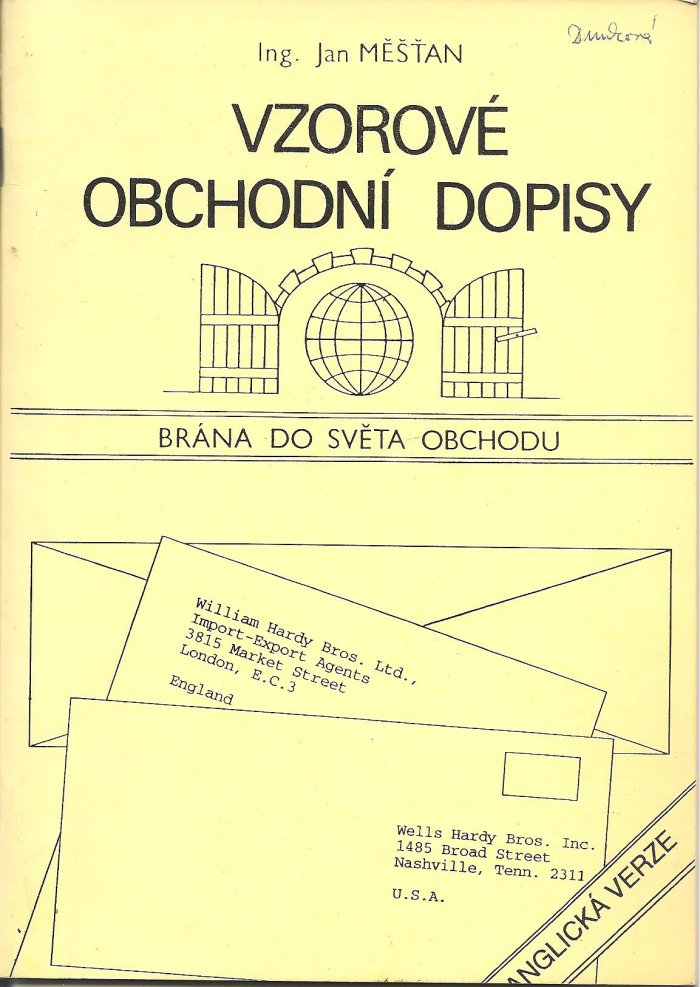 Ing. Jan MĚŠŤAN
VZOROVÉ
OBCHODNÍ DOPISY
BRÁNA DO SVĚTA OBCHODU
William Hardy Bros. Ltd.,
Import-Export Agents
3815 Market Street
London, E.C.3
England
Wells Hardy Bros. Inc.
1485 Broad Street
Nashville, Tenn. 2311
U.S.A.
ANGLICKÁ VERZE